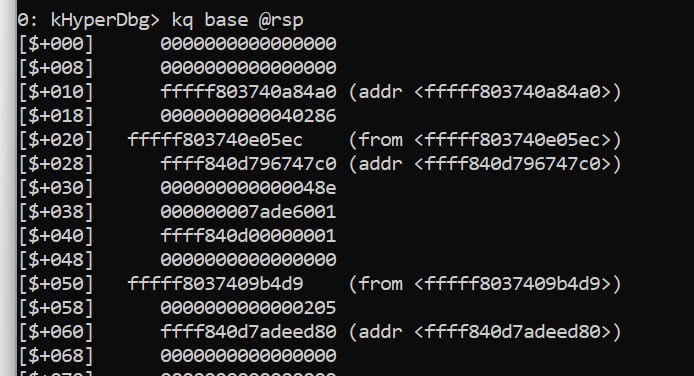 0: kHyperDbg> kq base @rsp
[$+000]      0000000000000000
[$+008]      0000000000000000
[$+010]      fffff803740a84a0 (addr <fffff803740a84a0>)
[$+018]      0000000000040286
[$+020]   fffff803740e05ec    (from <fffff803740e05ec>)
[$+028]      ffff840d796747c0 (addr <ffff840d796747c0>)
[$+030]      000000000000048e
[$+038]      000000007ade6001
[$+040]      ffff840d00000001
[$+048]      0000000000000000
[$+050]   fffff8037409b4d9    (from <fffff8037409b4d9>)
[$+058]      0000000000000205
[$+060]      ffff840d7adeed80 (addr <ffff840d7adeed80>)
[$+068]      0000000000000000